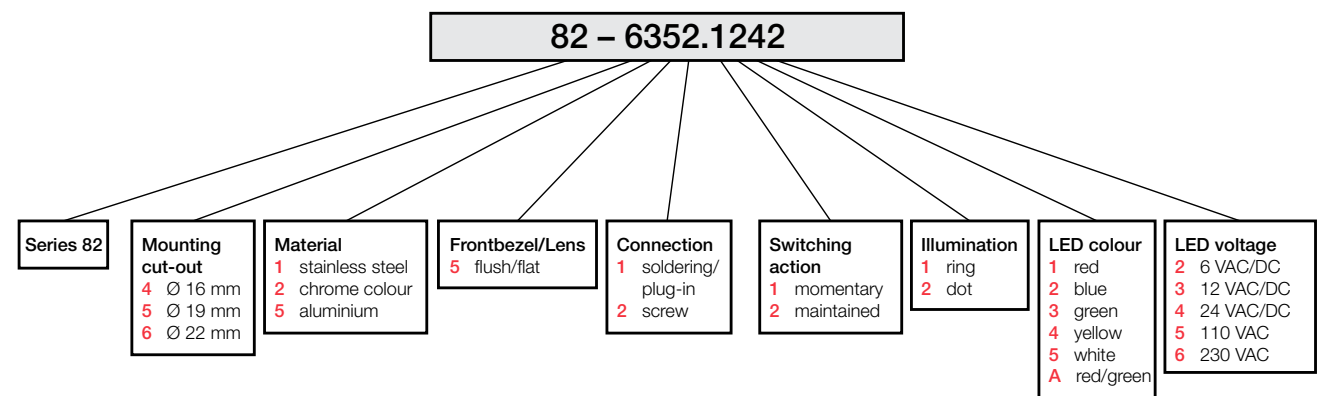 82 – 6352.1242
Series 82
Mounting
cut-out
4 Ø 16 mm
5 Ø 19 mm
6 Ø 22 mm
Material
1 stainless steel
2 chrome colour
5 aluminium
Frontbezel/Lens
5 flush/flat
Connection
1 soldering/
plug-in
2 screw
Switching
action
1 momentary
2 maintained
Illumination
1 ring
2 dot
LED colour
1 red
2 blue
3 green
4 yellow
5 white
A red/green
LED voltage
2 6 VAC/DC
3 12 VAC/DC
4 24 VAC/DC
5 110 VAC
6 230 VAC